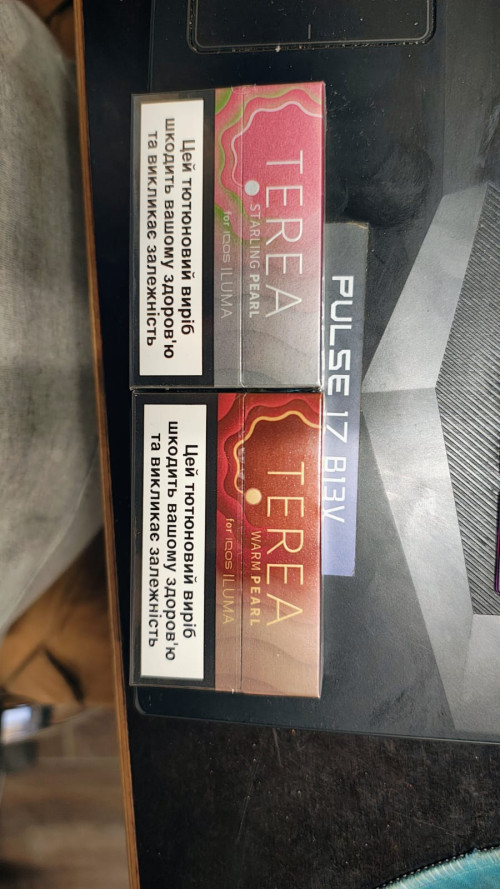 TEREA
STARLING PEARL
for IQOS ILUMA
Цей тютюновий виріб
шкодить вашому здоров'ю
та викликає залежність
TEREA
WARM PEARL
for IQOS ILUMA
Цей тютюновий виріб
шкодить вашому здоров'ю
та викликає залежність
PULSE 17 B13V